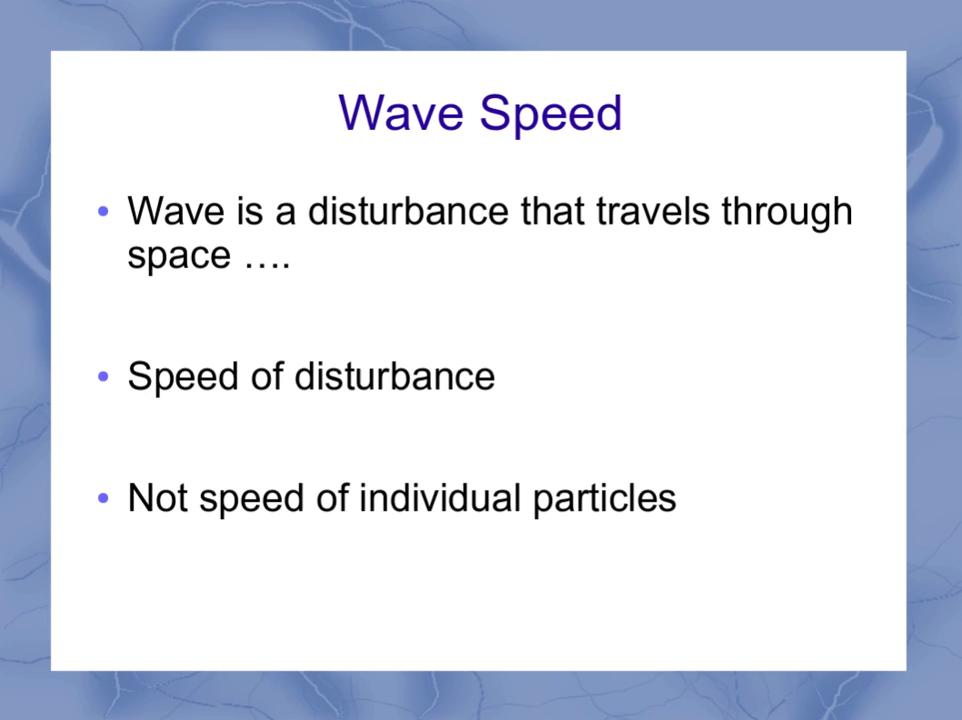 Wave Speed
• Wave is a disturbance that travels through
space ….
• Speed of disturbance
• Not speed of individual particles